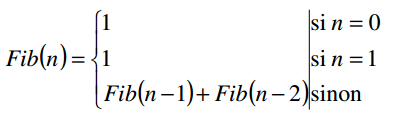 1 si n = 0
Fib(n) = { 1 si n = 1
Fib(n−1)+ Fib(n−2) sinon